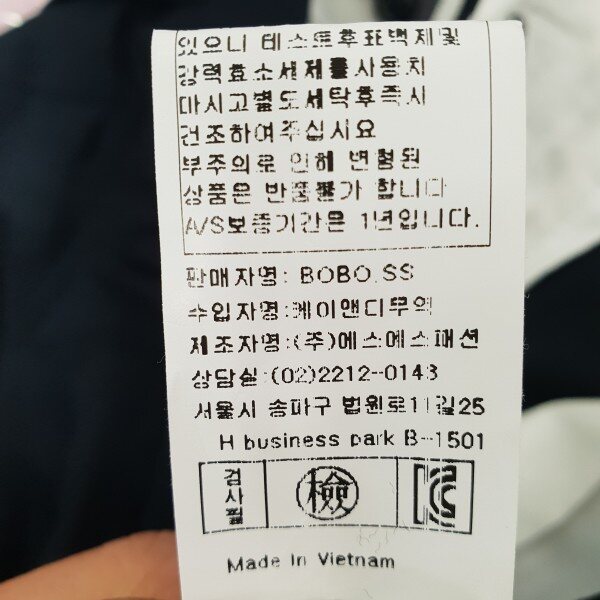 있으니 테스트후표백제및
강력효소세제를사용치
마시고별도세탁후즉시
건조하여주십시요
부주의로 인해 변형된
상품은 반품불가 합니다
A/S보증기간은 1년입니다.
판매자명: BOBO.SS
수입자명:케이앤디무역
제조자명:(주)에스에스패션
상담실:(02)2212-0143
서울시 송파구 법원로11길25
H business park B-1501
검사필
檢
KC
Made In Vietnam